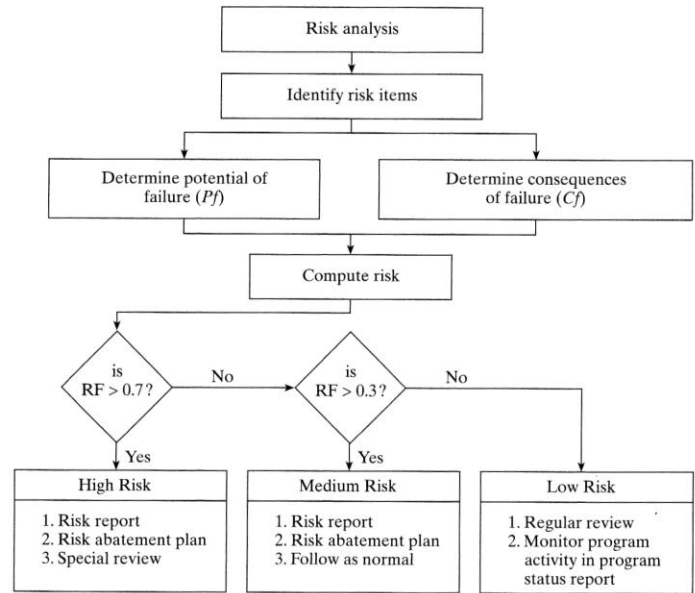 Risk analysis
Identify risk items
Determine potential of
failure (Pf)
Determine consequences
of failure (Cf)
Compute risk
is
RF > 0.7?
No
is
RF > 0.3?
No
Yes
Yes
High Risk
1. Risk report
2. Risk abatement plan
3. Special review
Medium Risk
1. Risk report
2. Risk abatement plan
3. Follow as normal
Low Risk
1. Regular review
2. Monitor program
activity in program
status report